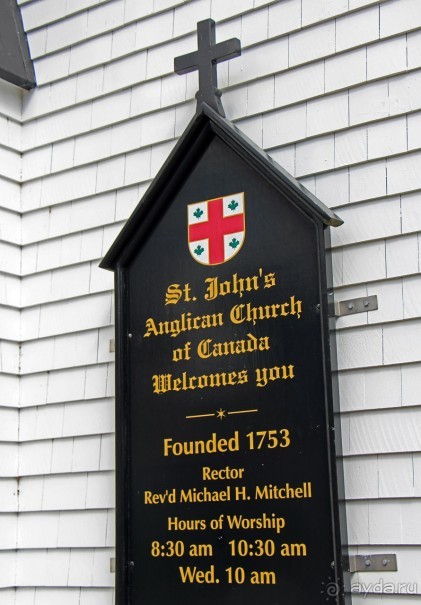 St. John's
Anglican Church
of Canada
Welcomes you
Founded 1753
Rector
Rev'd Michael H. Mitchell
Hours of Worship
8:30 am 10:30 am
Wed. 10 am
ayda.ru